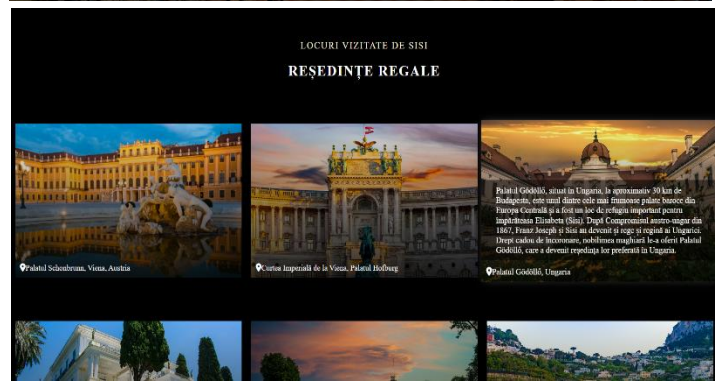 LOCURI VIZITATE DE SISI
REȘEDINȚE REGALE
Palatul Schonbrunn, Viena, Austria
Curtea Imperială de la Viena, Palatul Hofburg
Palatul Gödöllő, situat în Ungaria, la aproximativ 30 km de
Budapesta, este unul dintre cele mai frumoase palate baroce din
Europa Centrală și a fost un loc de refugiu important pentru
împărăteasa Elisabeta (Sisi). După Compromisul austro-ungar din
1867, Franz Joseph și Sisi au devenit și rege și regină ai Ungariei.
Drept cadou de încoronare, nobilimea maghiară le-a oferit Palatul
Gödöllő, care a devenit reședința lor preferată în Ungaria.
Palatul Gödöllő, Ungaria